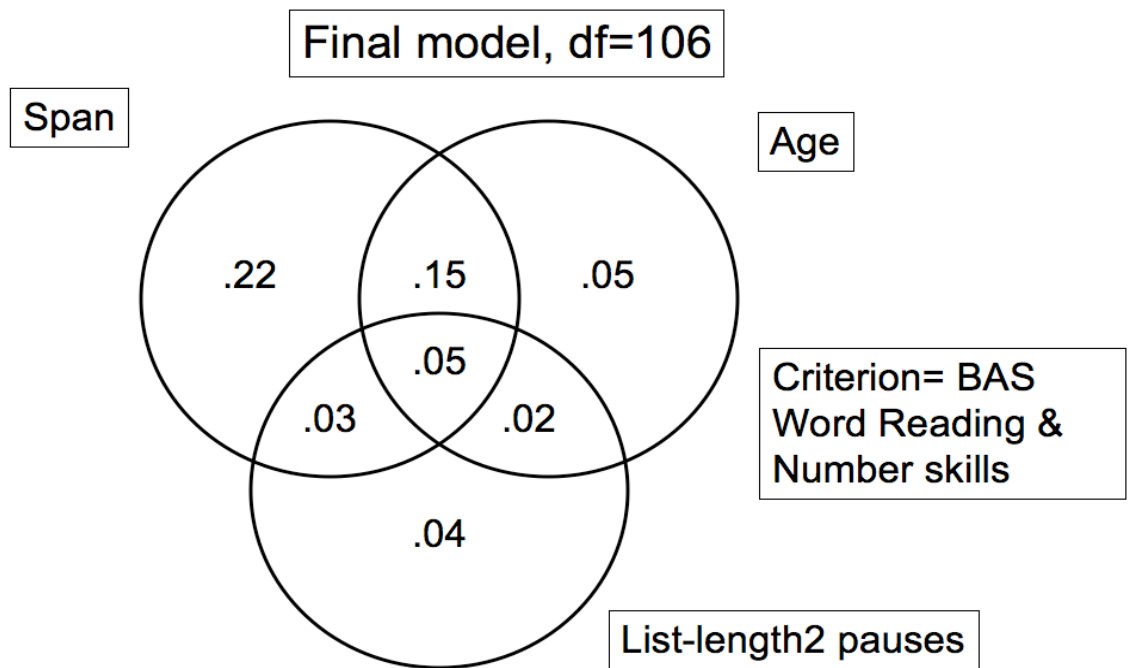 Final model, df=106
Span
Age
.22
.15
.05
.05
.03
.02
Criterion= BAS
Word Reading &
Number skills
.04
List-length2 pauses